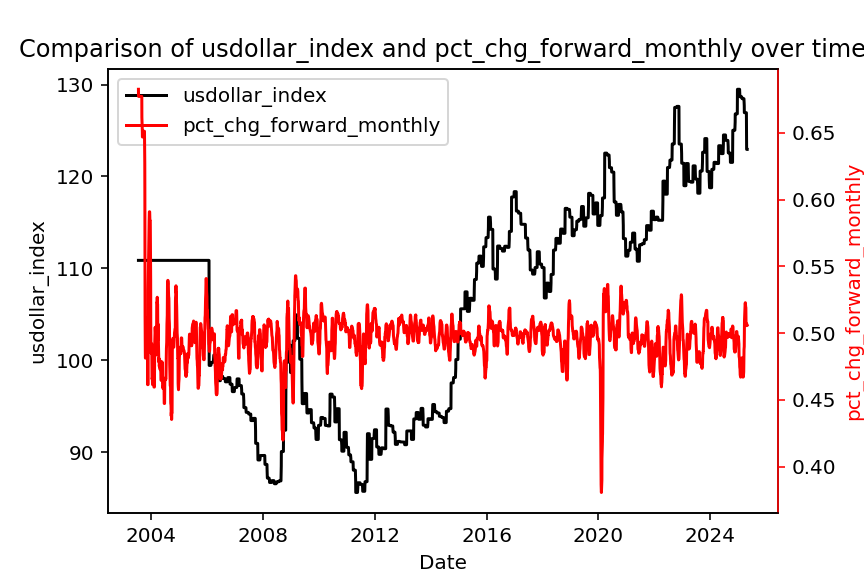 Comparison of usdollar_index and pct_chg_forward_monthly over time
usdollar_index
pct_chg_forward_monthly
130
120
110
100
90
usdollar_index
0.65
0.60
0.55
0.50
0.45
0.40
pct_chg_forward_monthly
2004 2008 2012 2016 2020 2024
Date